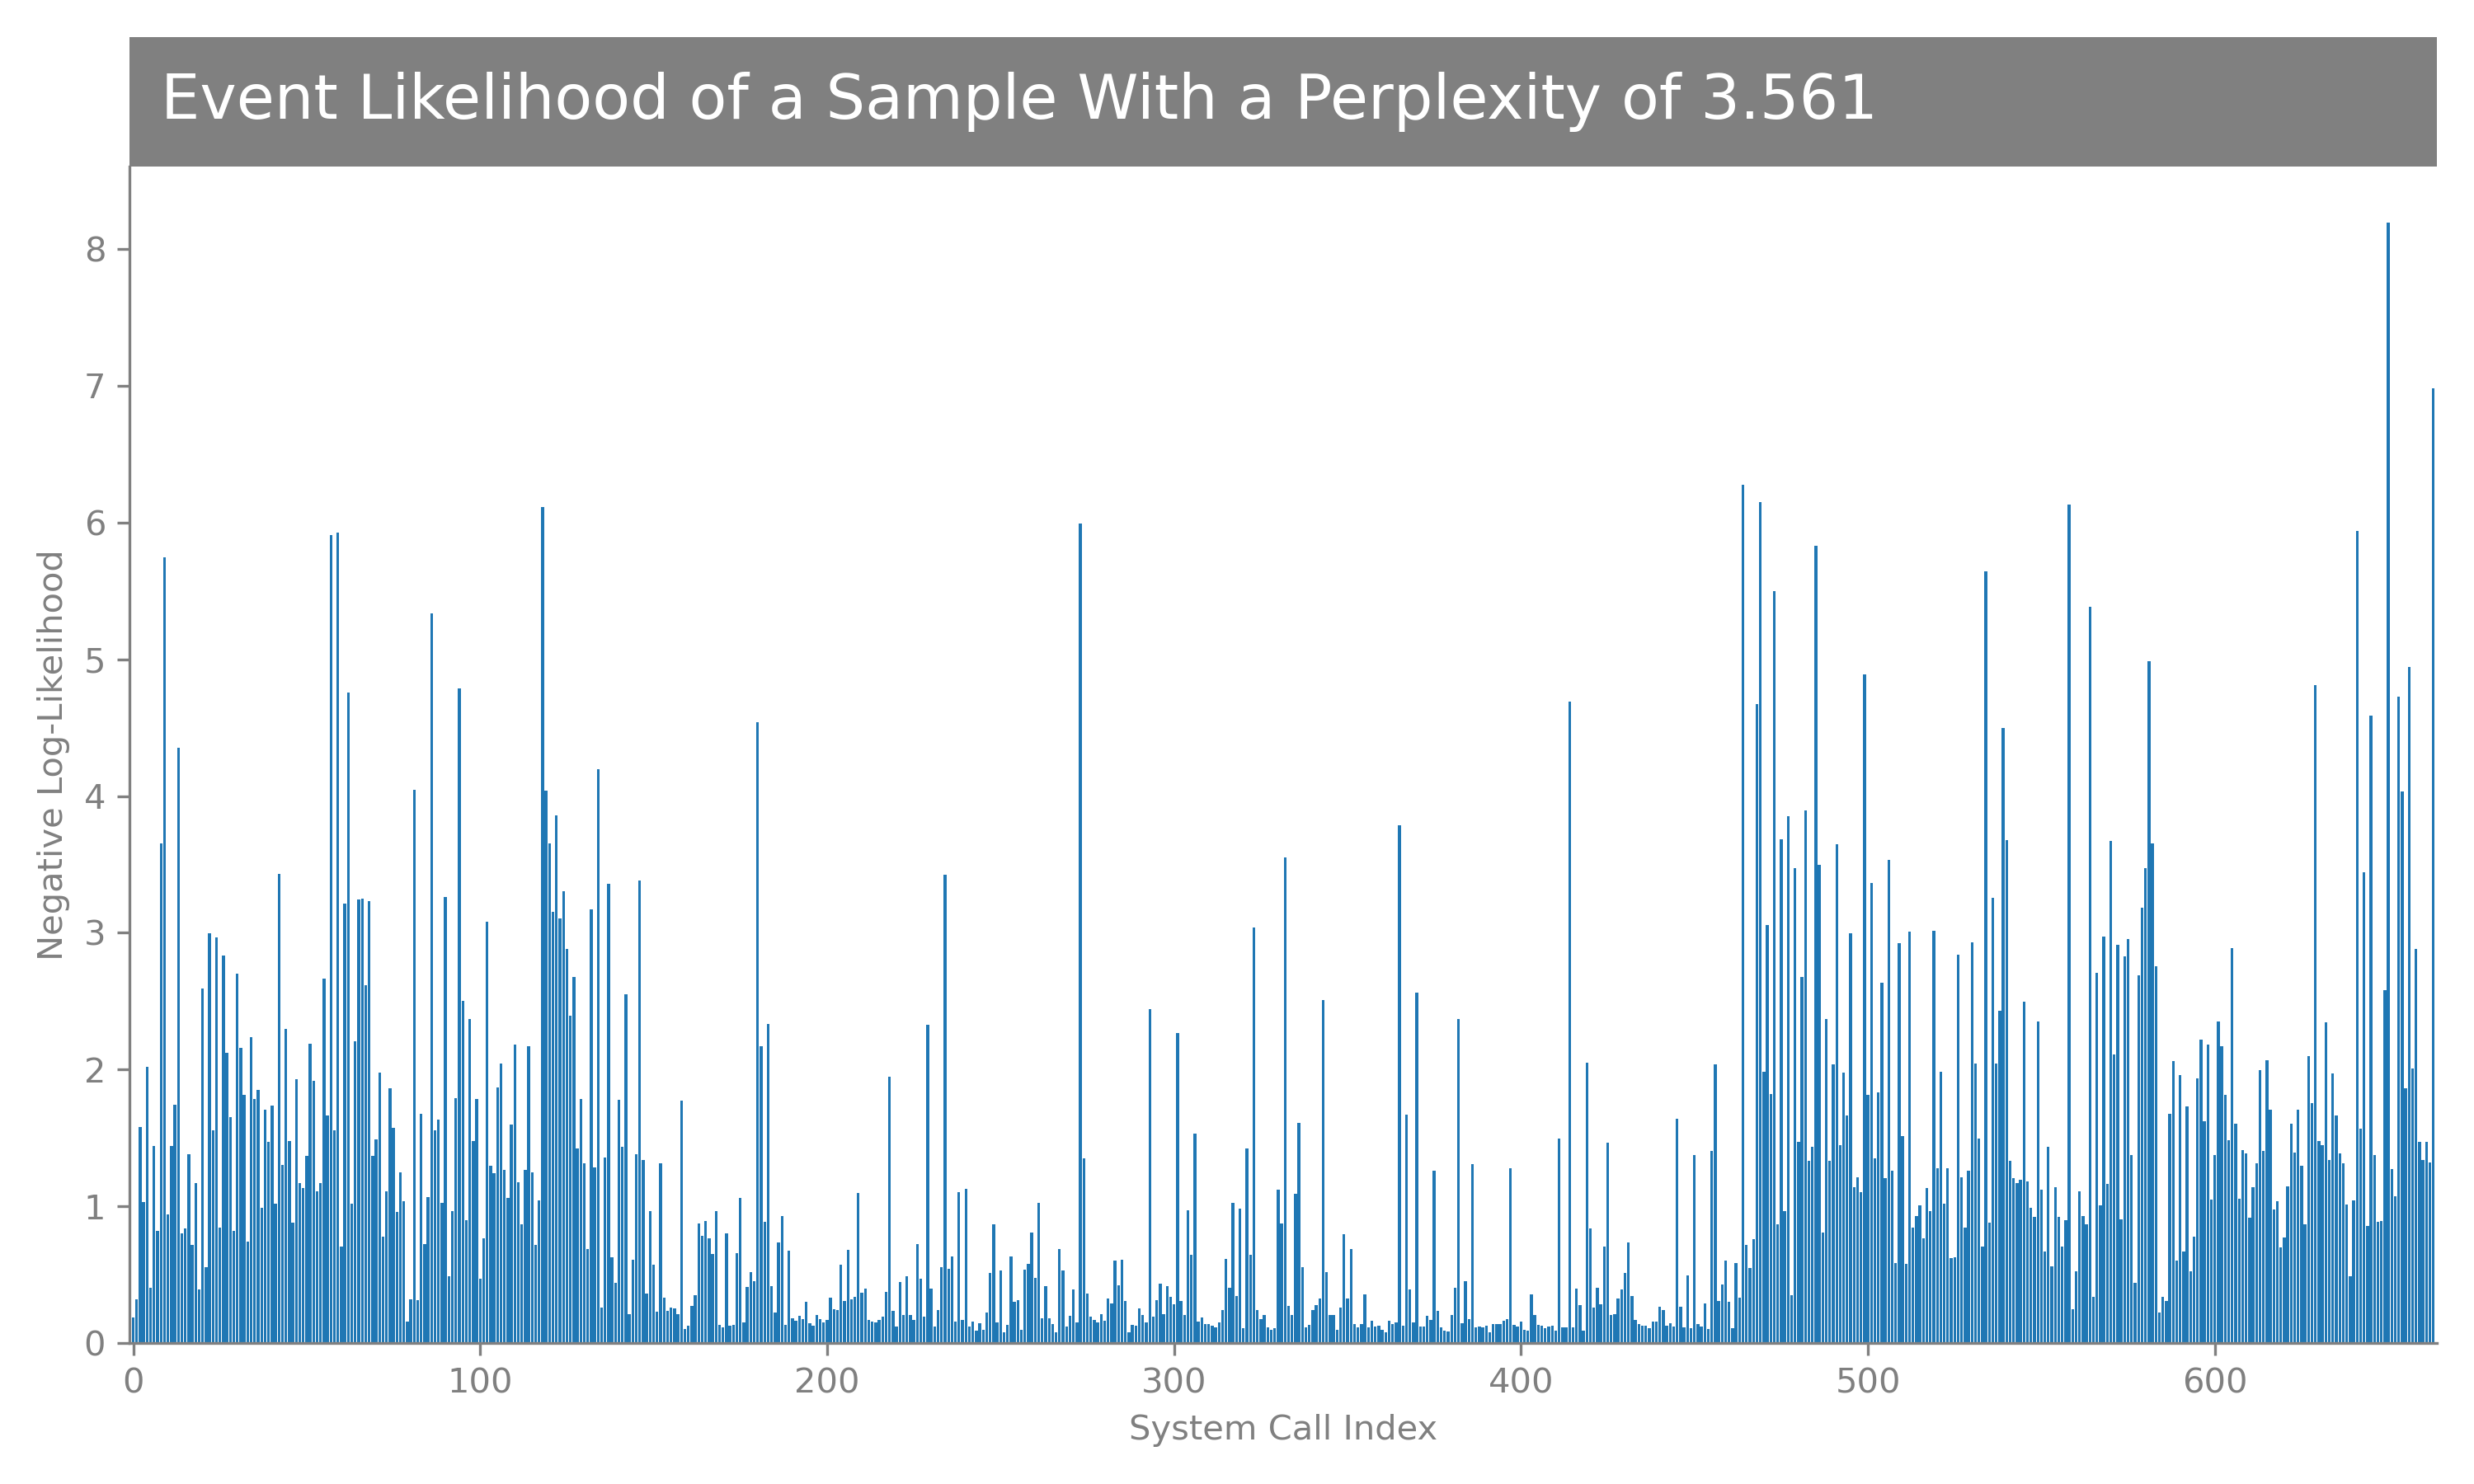 Event Likelihood of a Sample With a Perplexity of 3.561
8
7
6
5
4
3
2
1
0
Negative Log-Likelihood
0 100 200 300 400 500 600
System Call Index